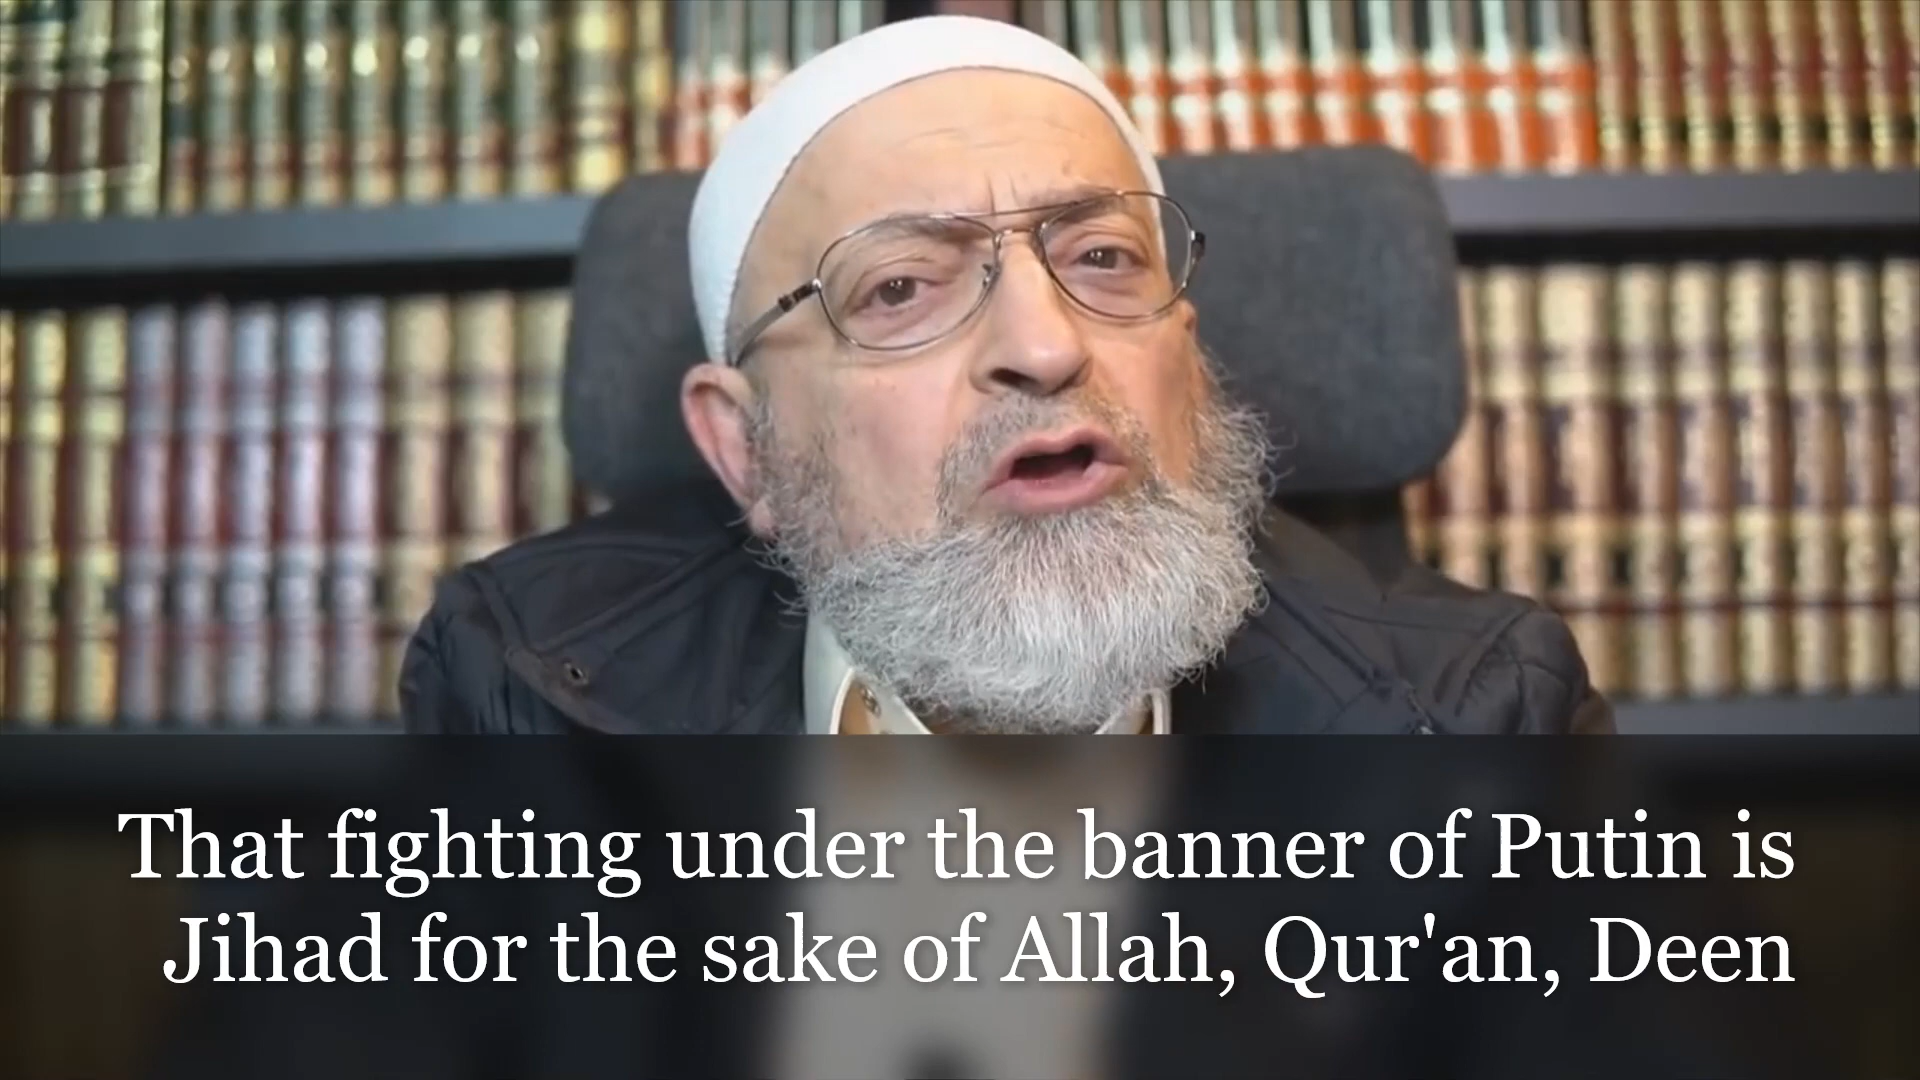 That fighting under the banner of Putin is
Jihad for the sake of Allah, Qur'an, Deen